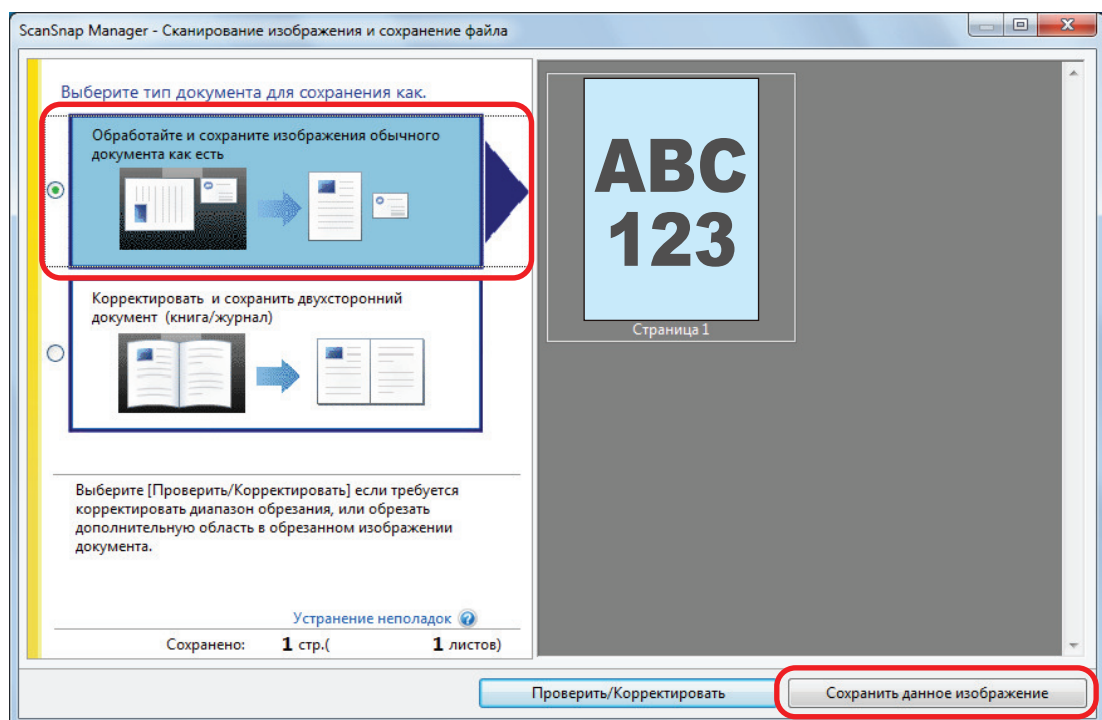 ScanSnap Manager - Сканирование изображения и сохранение файла
Выберите тип документа для сохранения как.
Обработайте и сохраните изображения обычного
документа как есть
Корректировать и сохранить двухсторонний
документ (книга/журнал)
Выберите [Проверить/Корректировать] если требуется
корректировать диапазон обрезания, или обрезать
дополнительную область в обрезанном изображении
документа.
Устранение неполадок
Сохранено: 1 стр.( 1 листов)
ABC
123
Страница 1
Проверить/Корректировать
Сохранить данное изображение